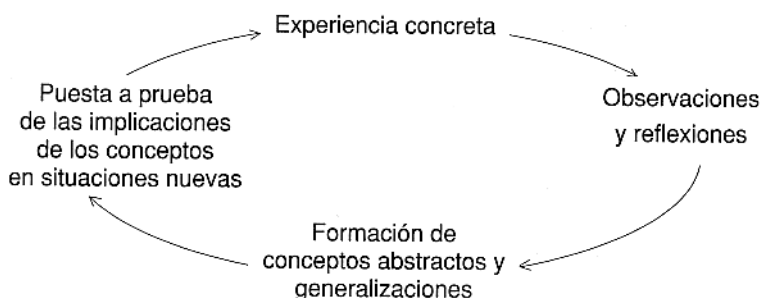 Experiencia concreta
Observaciones
y reflexiones
Formación de
conceptos abstractos y
generalizaciones
Puesta a prueba
de las implicaciones
de los conceptos
en situaciones nuevas